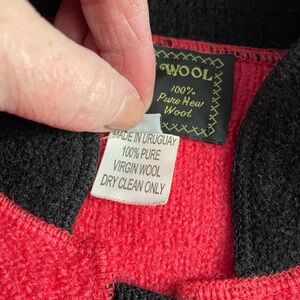 WOOL
100%
Pure New
Wool
MADE IN URUGUAY
100% PURE
VIRGIN WOOL
DRY CLEAN ONLY